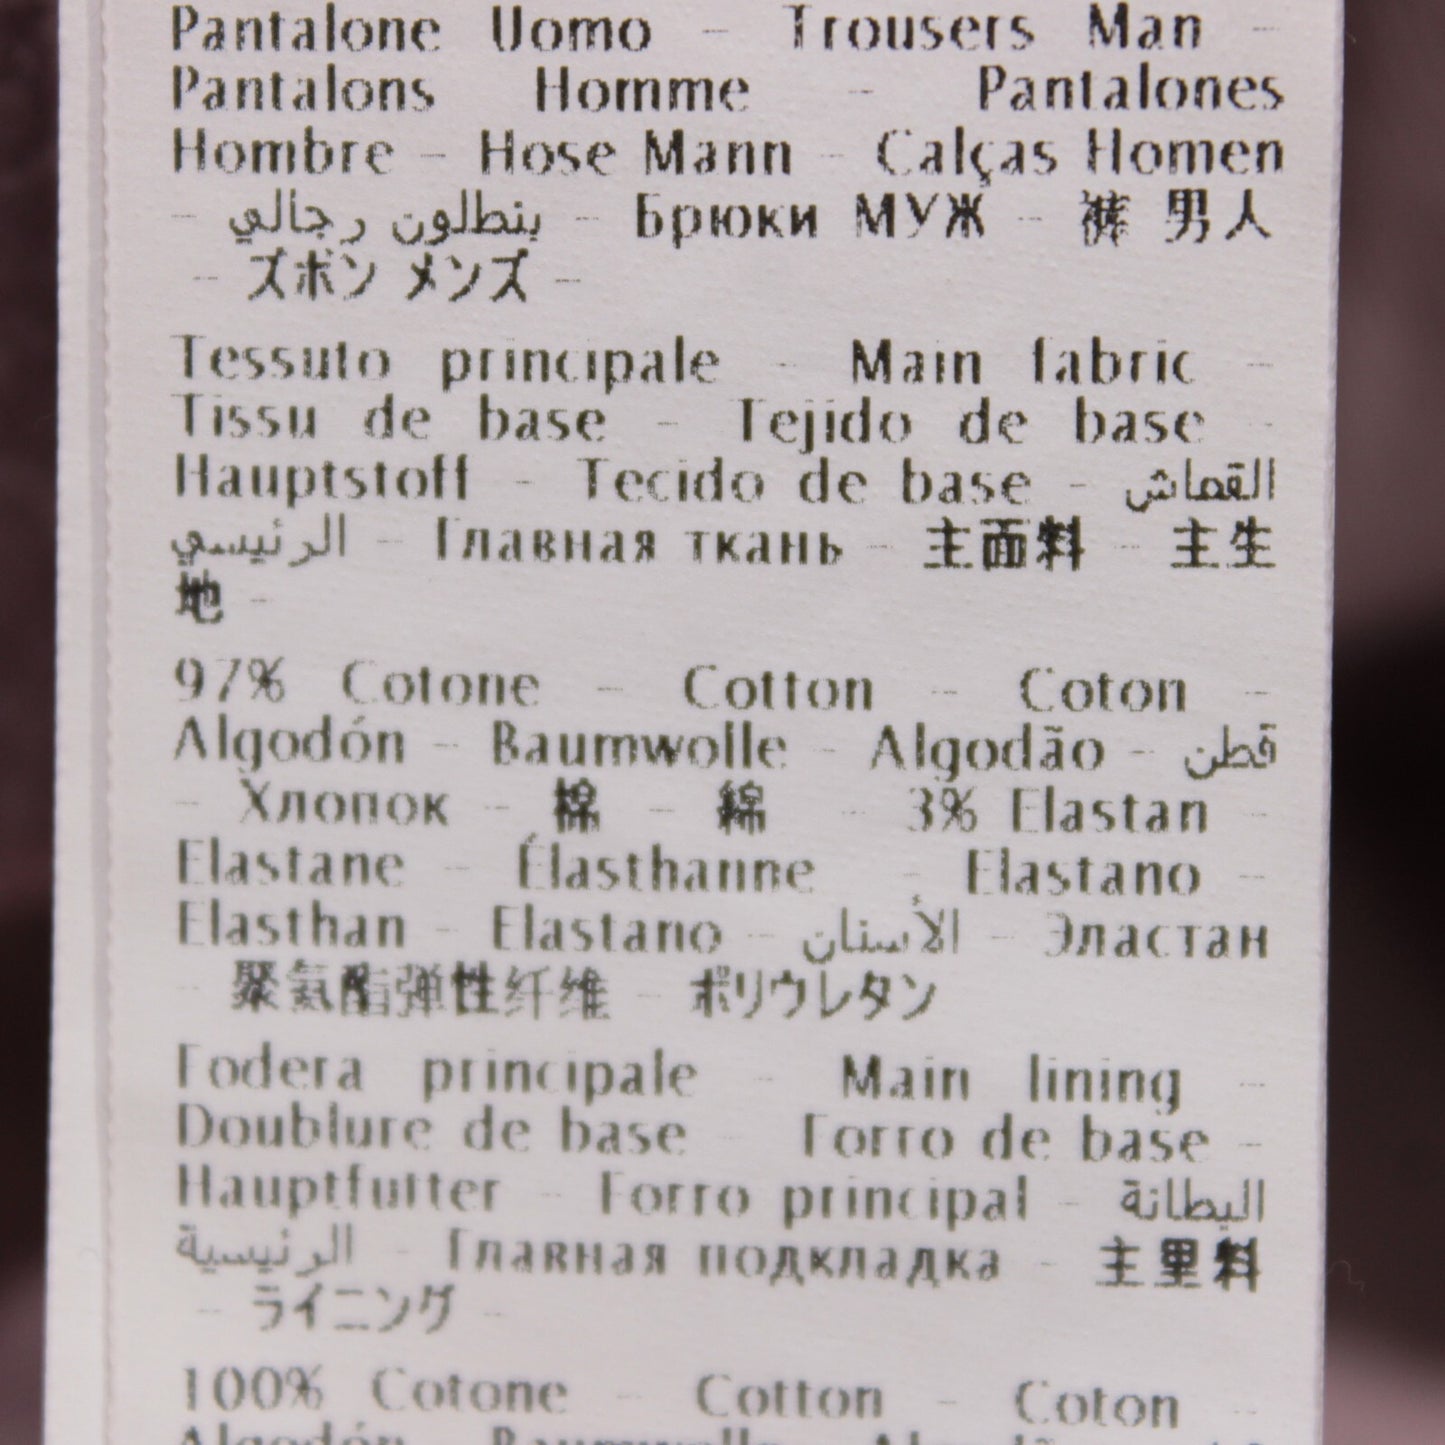 Pantalone Uomo - Trousers Man -
Pantalons Homme - Pantalones
Hombre - Hose Mann - Calças Homen
- بنطلون رجالي - Брюки МУЖ - 裤 男人
- ズボン メンズ -
Tessuto principale - Main fabric -
Tissu de base - Tejido de base -
Hauptstoff - Tecido de base - القماش
الرئيسي - Главная ткань - 主面料 - 主生
地 -
97% Cotone - Cotton - Coton -
Algodón - Baumwolle - Algodão - قطن
- Хлопок - 棉 - 綿 - 3% Elastan -
Elastane - Élasthanne - Elastano -
Elasthan - Elastano - الأستان - Эластан
- 聚氨酯弹性纤维 - ポリウレタン
Fodera principale - Main lining -
Doublure de base - Forro de base -
Hauptfutter - Forro principal - البطانة
الرئيسية - Главная подкладка - 主里料
- ライニング -
100% Cotone - Cotton - Coton -
Algodón - Baumwolle - Algodão -